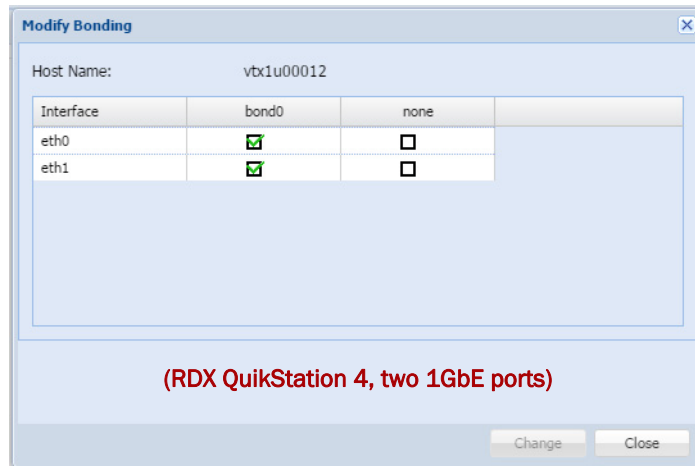 Modify Bonding
Host Name: vtx1u00012
Interface bond0 none
eth0
eth1
(RDX QuikStation 4, two 1GbE ports)
Change Close